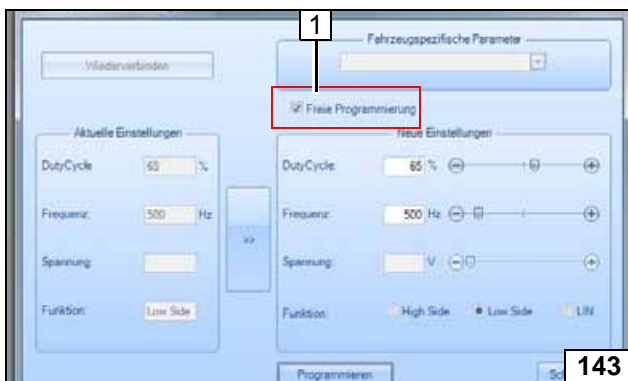 1
Fahrzeugspezifische Parameter
Wiederverbinden
Freie Programmierung
Aktuelle Einstellungen
Neue Einstellungen
DutyCycle 65 %
DutyCycle: 65 %
Frequenz: 500 Hz
Frequenz: 500 Hz
>>
Spannung:
Spannung: V
Funktion: Low Side
Funktion: High Side Low Side LIN
Programmieren
143